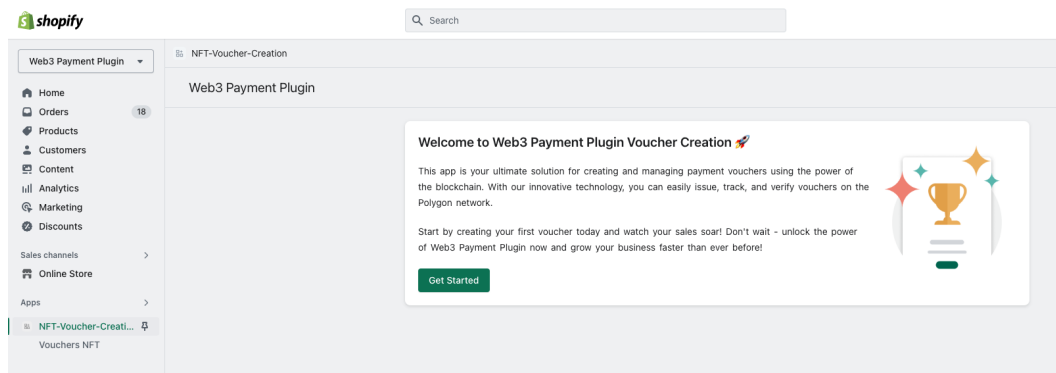 shopify
Search
Web3 Payment Plugin
Home
Orders 18
Products
Customers
Content
Analytics
Marketing
Discounts
Sales channels
Online Store
Apps
NFT-Voucher-Creati...
Vouchers NFT
NFT-Voucher-Creation
Web3 Payment Plugin
Welcome to Web3 Payment Plugin Voucher Creation 🚀
This app is your ultimate solution for creating and managing payment vouchers using the power of
the blockchain. With our innovative technology, you can easily issue, track, and verify vouchers on the
Polygon network.
Start by creating your first voucher today and watch your sales soar! Don't wait - unlock the power
of Web3 Payment Plugin now and grow your business faster than ever before!
Get Started